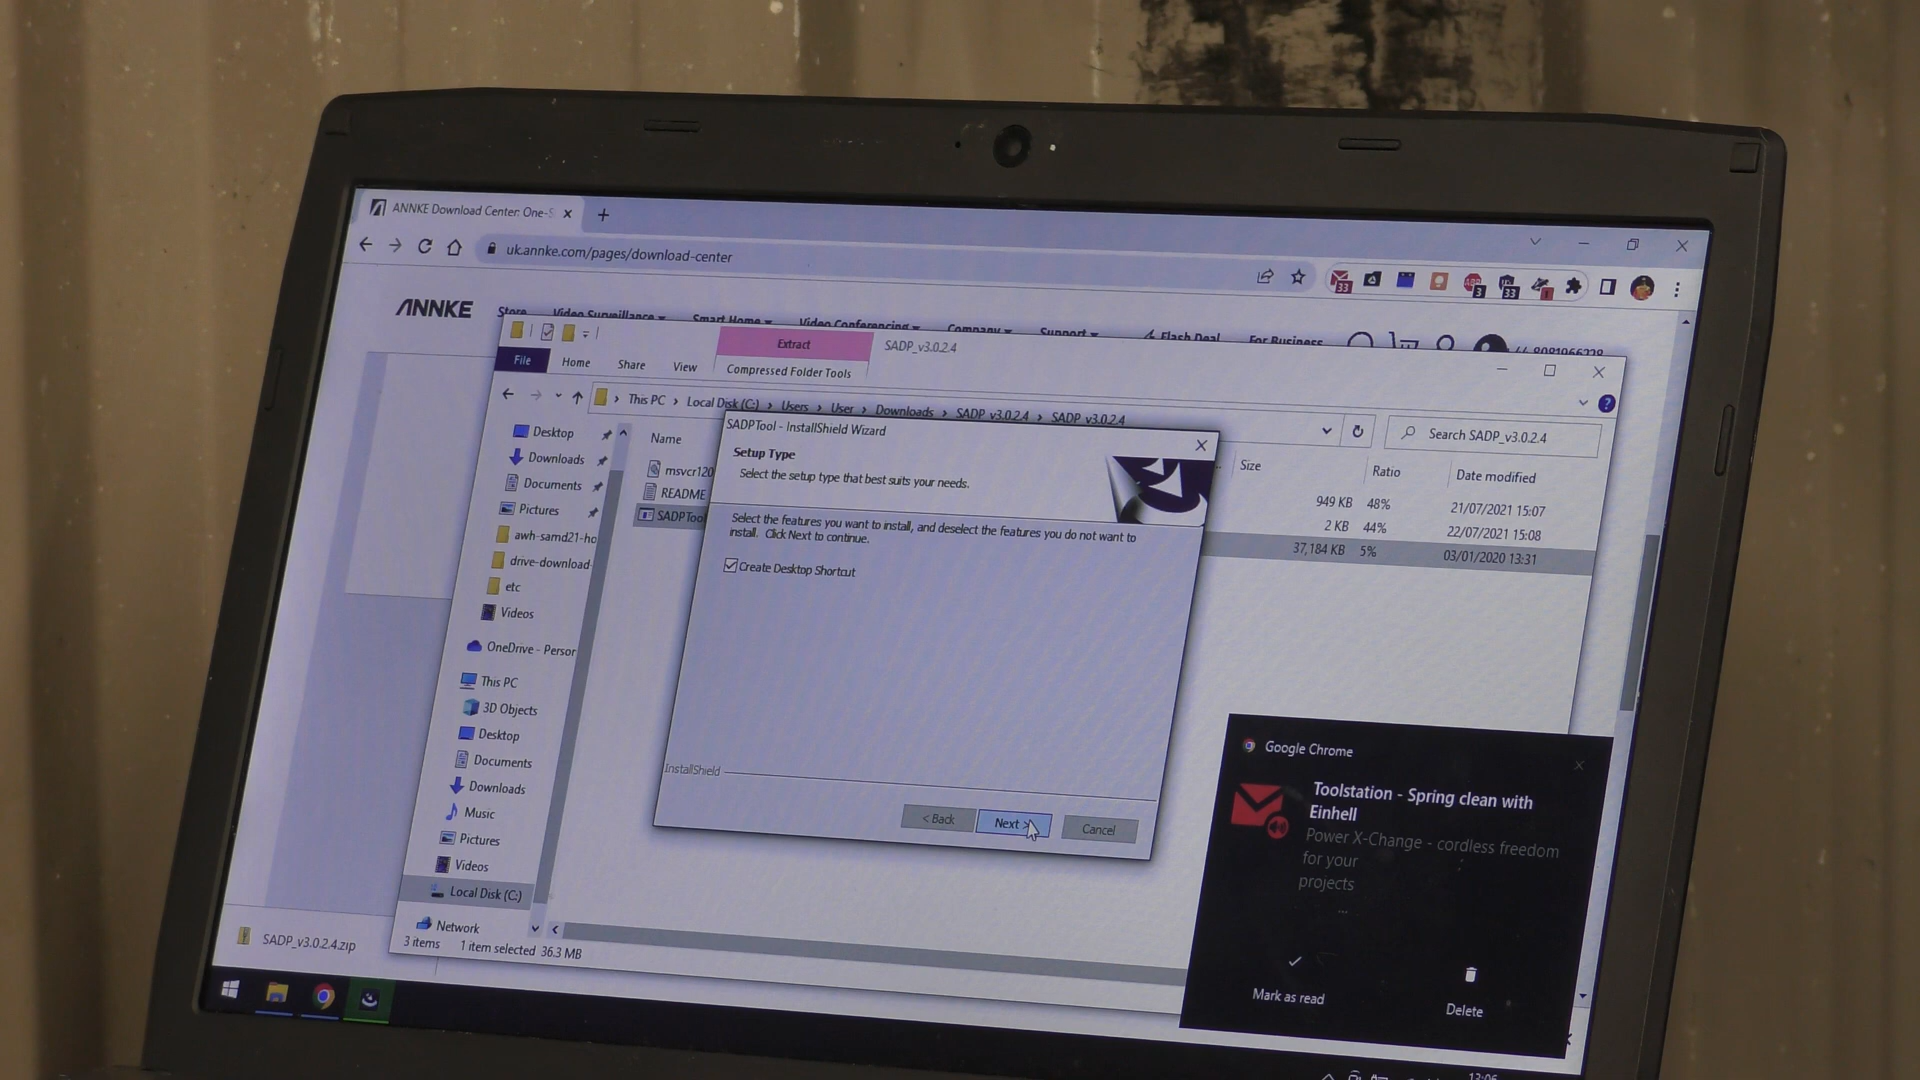 ANNKE Download Center: One-S
uk.annke.com/pages/download-center
33
3
33
ANNKE
Store Video Surveillance Smart Home Video Conferencing Company Support Flash Deal For Business
Extract
SADP_v3.0.2.4
File Home Share View Compressed Folder Tools
This PC > Local Disk (C:) > Users > User > Downloads > SADP_v3.0.2.4 > SADP_v3.0.2.4
Search SADP_v3.0.2.4
Name Size Ratio Date modified
msvcr120 949 KB 48% 21/07/2021 15:07
README 2 KB 44% 22/07/2021 15:08
SADPToo 37,184 KB 5% 03/01/2020 13:31
Desktop
Downloads
Documents
Pictures
awh-samd21-ho
drive-download-
etc
Videos
OneDrive - Person
This PC
3D Objects
Desktop
Documents
Downloads
Music
Pictures
Videos
Local Disk (C:)
Network
3 items 1 item selected 36.3 MB
SADPTool - InstallShield Wizard
Setup Type
Select the setup type that best suits your needs.
Select the features you want to install, and deselect the features you do not want to
install. Click Next to continue.
Create Desktop Shortcut
InstallShield
< Back Next > Cancel
Google Chrome
Toolstation - Spring clean with
Einhell
Power X-Change - cordless freedom
for your
projects
...
Mark as read Delete
SADP_v3.0.2.4.zip
13:06